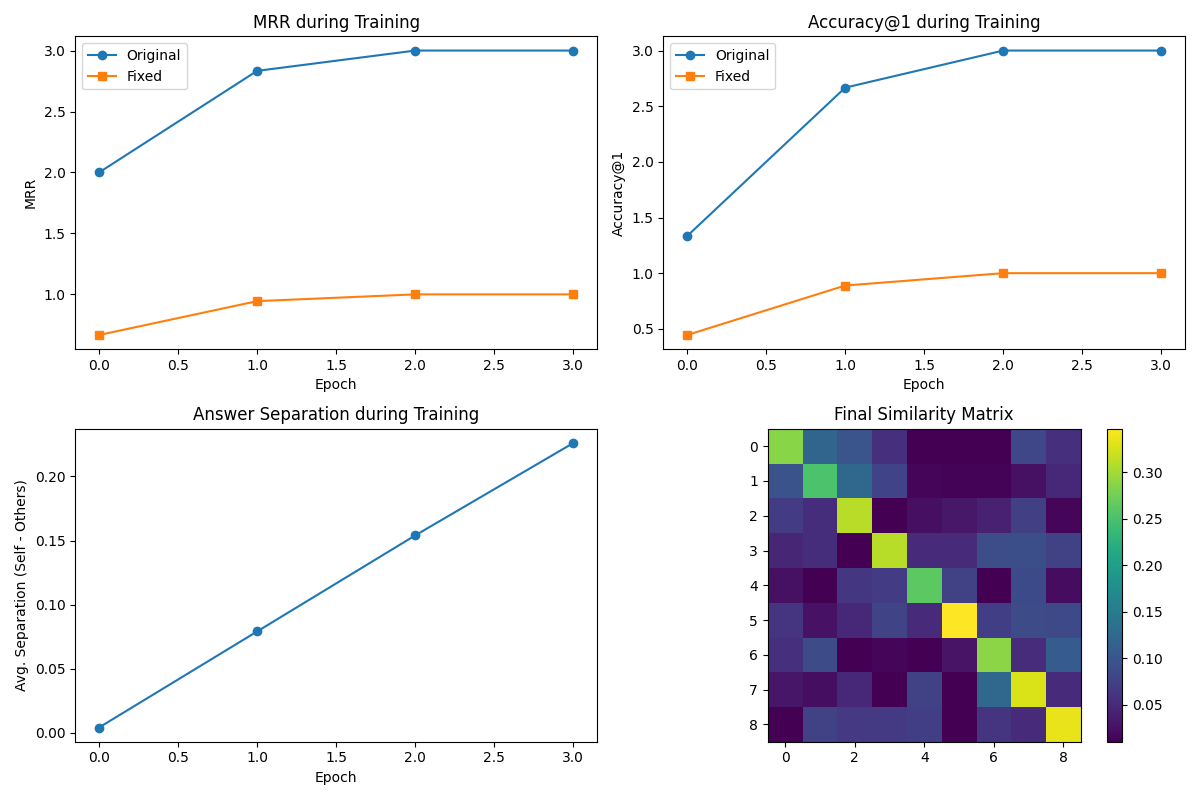 MRR during Training
MRR
3.0
2.5
2.0
1.5
1.0
Original
Fixed
0.0 0.5 1.0 1.5 2.0 2.5 3.0
Epoch
Accuracy@1 during Training
Accuracy@1
3.0
2.5
2.0
1.5
1.0
0.5
Original
Fixed
0.0 0.5 1.0 1.5 2.0 2.5 3.0
Epoch
Answer Separation during Training
Avg. Separation (Self - Others)
0.20
0.15
0.10
0.05
0.00
0.0 0.5 1.0 1.5 2.0 2.5 3.0
Epoch
Final Similarity Matrix
0
1
2
3
4
5
6
7
8
0 2 4 6 8
0.30
0.25
0.20
0.15
0.10
0.05